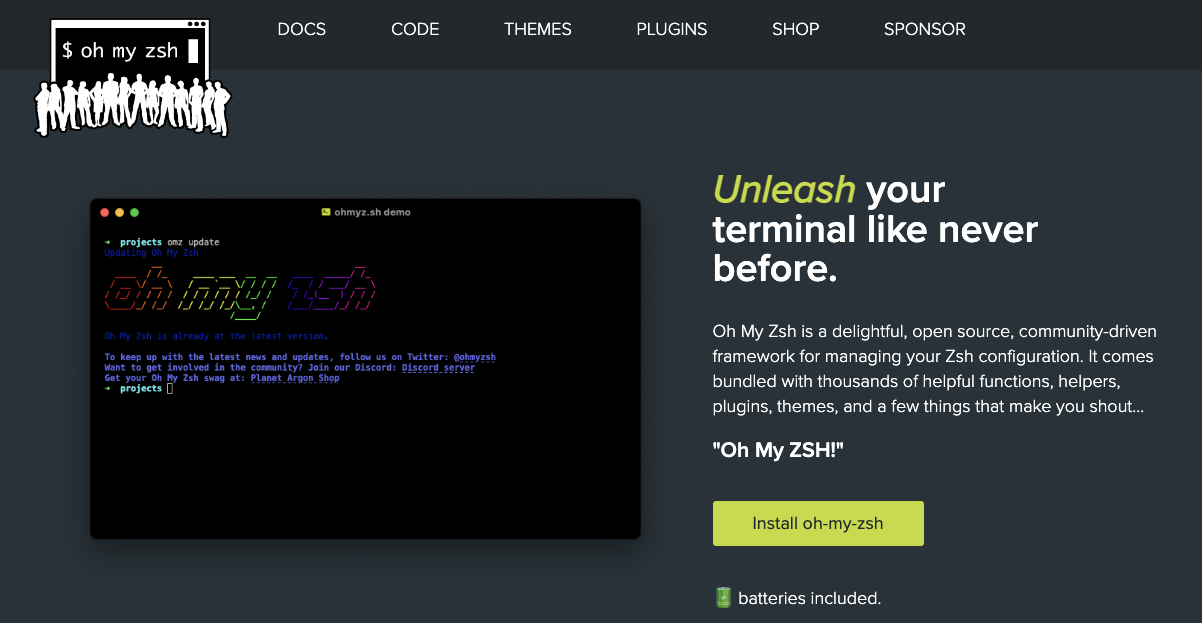 $ oh my zsh
DOCS CODE THEMES PLUGINS SHOP SPONSOR
ohmyz.sh demo
➜ projects omz update
Updating Oh My Zsh
oh my zsh
Oh My Zsh is already at the latest version.
To keep up with the latest news and updates, follow us on Twitter: @ohmyzsh
Want to get involved in the community? Join our Discord: Discord server
Get your Oh My Zsh swag at: Planet Argon Shop
➜ projects
Unleash your
terminal like never
before.
Oh My Zsh is a delightful, open source, community-driven
framework for managing your Zsh configuration. It comes
bundled with thousands of helpful functions, helpers,
plugins, themes, and a few things that make you shout...
"Oh My ZSH!"
Install oh-my-zsh
batteries included.